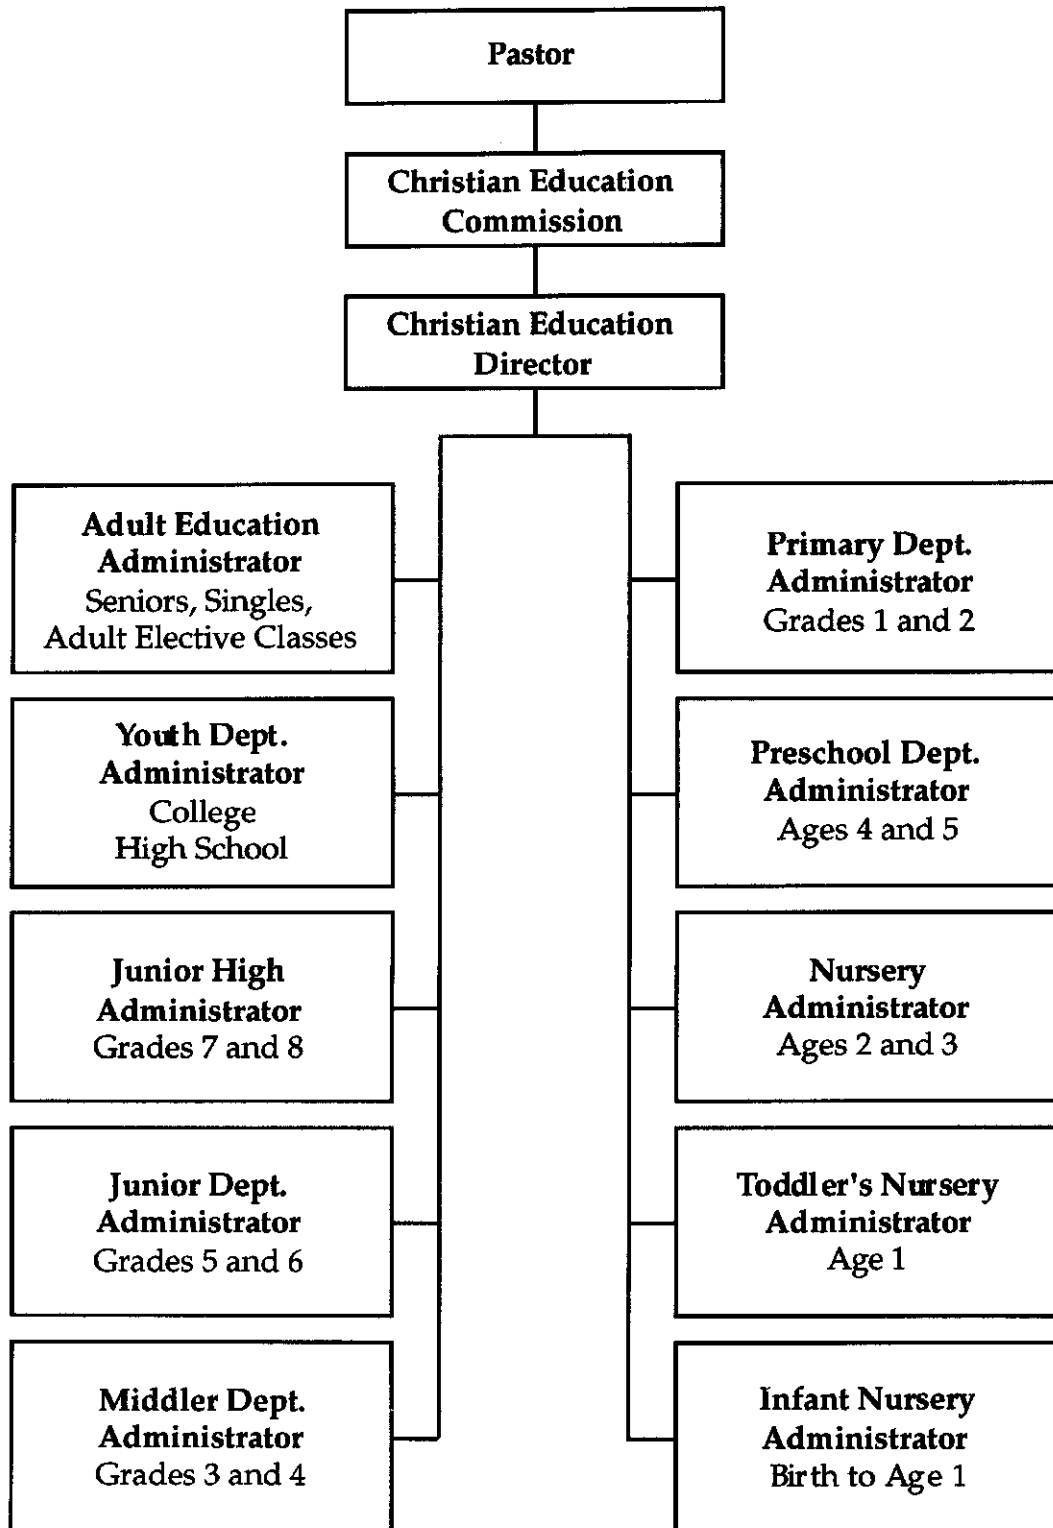 Pastor
Christian Education
Commission
Christian Education
Director
Adult Education
Administrator
Seniors, Singles,
Adult Elective Classes
Youth Dept.
Administrator
College
High School
Junior High
Administrator
Grades 7 and 8
Junior Dept.
Administrator
Grades 5 and 6
Middler Dept.
Administrator
Grades 3 and 4
Primary Dept.
Administrator
Grades 1 and 2
Preschool Dept.
Administrator
Ages 4 and 5
Nursery
Administrator
Ages 2 and 3
Toddler's Nursery
Administrator
Age 1
Infant Nursery
Administrator
Birth to Age 1